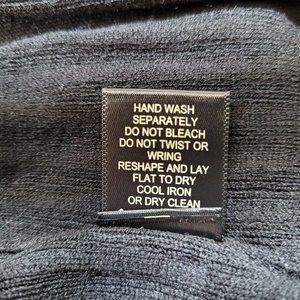 HAND WASH
SEPARATELY
DO NOT BLEACH
DO NOT TWIST OR
WRING
RESHAPE AND LAY
FLAT TO DRY
COOL IRON
OR DRY CLEAN